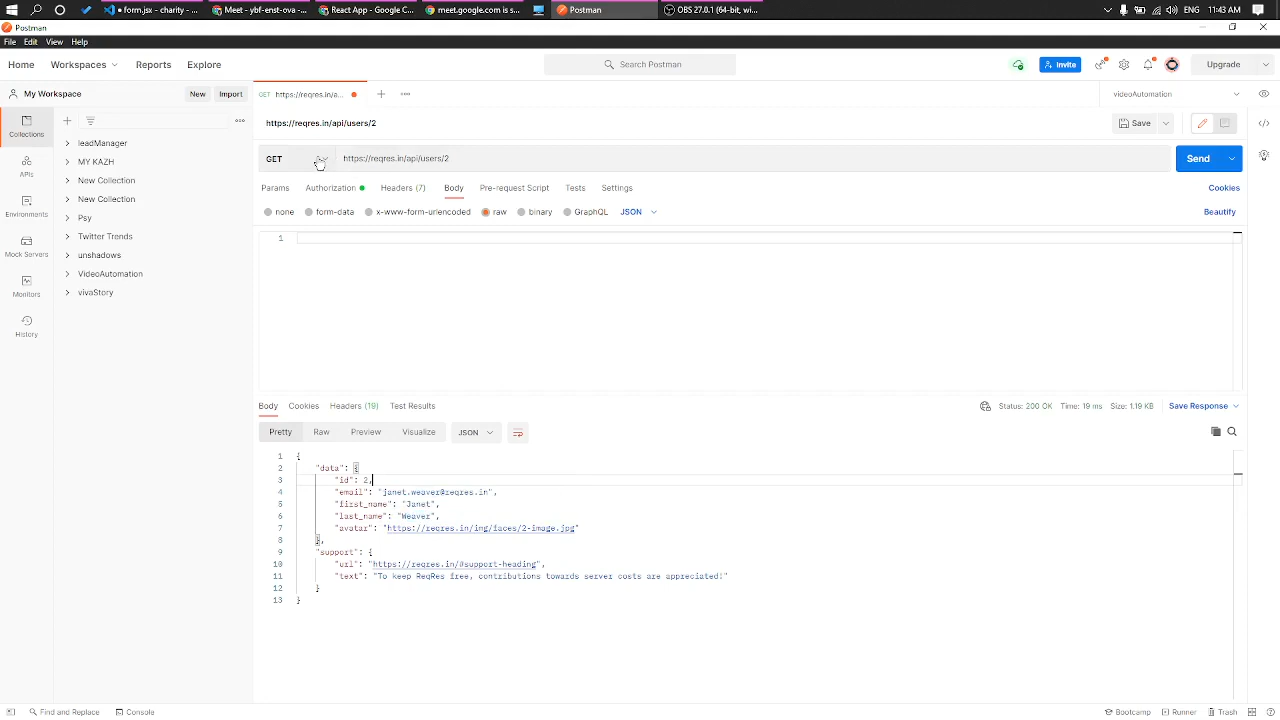 form.jsx - charity - ...
Meet - ybf-enst-ova ...
React App - Google C...
meet.google.com is s...
Postman
OBS 27.0.1 (64-bit, wi...
ENG
11:43 AM
Postman
File Edit View Help
Home Workspaces Reports Explore
Search Postman
Invite
Upgrade
My Workspace
New Import
GET https://reqres.in/a...
videoAutomation
Collections
APIs
Environments
Mock Servers
Monitors
History
leadManager
MY KAZH
New Collection
New Collection
Psy
Twitter Trends
unshadows
VideoAutomation
vivaStory
https://reqres.in/api/users/2
Save
GET https://reqres.in/api/users/2
Send
Params Authorization Headers (7) Body Pre-request Script Tests Settings
Cookies
none form-data x-www-form-urlencoded raw binary GraphQL JSON
Beautify
1
Body Cookies Headers (19) Test Results
Status: 200 OK Time: 19 ms Size: 1.19 KB Save Response
Pretty Raw Preview Visualize JSON
1 {
2 "data": {
3 "id": 2,
4 "email": "janet.weaver@reqres.in",
5 "first_name": "Janet",
6 "last_name": "Weaver",
7 "avatar": "https://reqres.in/img/faces/2-image.jpg"
8 },
9 "support": {
10 "url": "https://reqres.in/#support-heading",
11 "text": "To keep ReqRes free, contributions towards server costs are appreciated!"
12 }
13 }
Find and Replace Console
Bootcamp Runner Trash